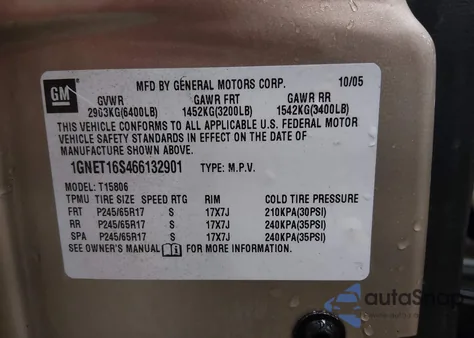 GM
MFD BY GENERAL MOTORS CORP. 10/05
GVWR GAWR FRT GAWR RR
2963KG(6400LB) 1452KG(3200LB) 1542KG(3400LB)
THIS VEHICLE CONFORMS TO ALL APPLICABLE U.S. FEDERAL MOTOR
VEHICLE SAFETY STANDARDS IN EFFECT ON THE DATE OF
MANUFACTURE SHOWN ABOVE.
1GNET16S466132901 TYPE: M.P.V.
MODEL: T15806
TPMU TIRE SIZE SPEED RTG RIM COLD TIRE PRESSURE
FRT P245/65R17 S 17X7J 210KPA(30PSI)
RR P245/65R17 S 17X7J 240KPA(35PSI)
SPA P245/65R17 S 17X7J 240KPA(35PSI)
SEE OWNER'S MANUAL FOR MORE INFORMATION.
autoSnap